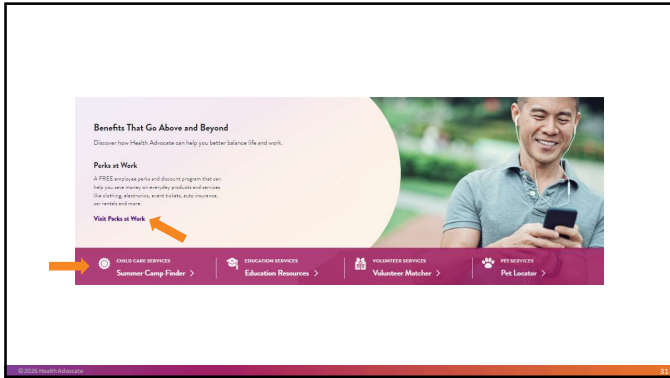 Benefits That Go Above and Beyond
Discover how Health Advocate can help you better balance life and work.
Perks at Work
A FREE employee perks and discount program that can
help you save money on everyday products and services
like clothing, electronics, event tickets, auto insurance,
car rentals and more.
Visit Perks at Work
CHILD CARE SERVICES
Summer Camp Finder >
EDUCATION SERVICES
Education Resources >
VOLUNTEER SERVICES
Volunteer Matcher >
PET SERVICES
Pet Locator >
©2026 Health Advocate
31